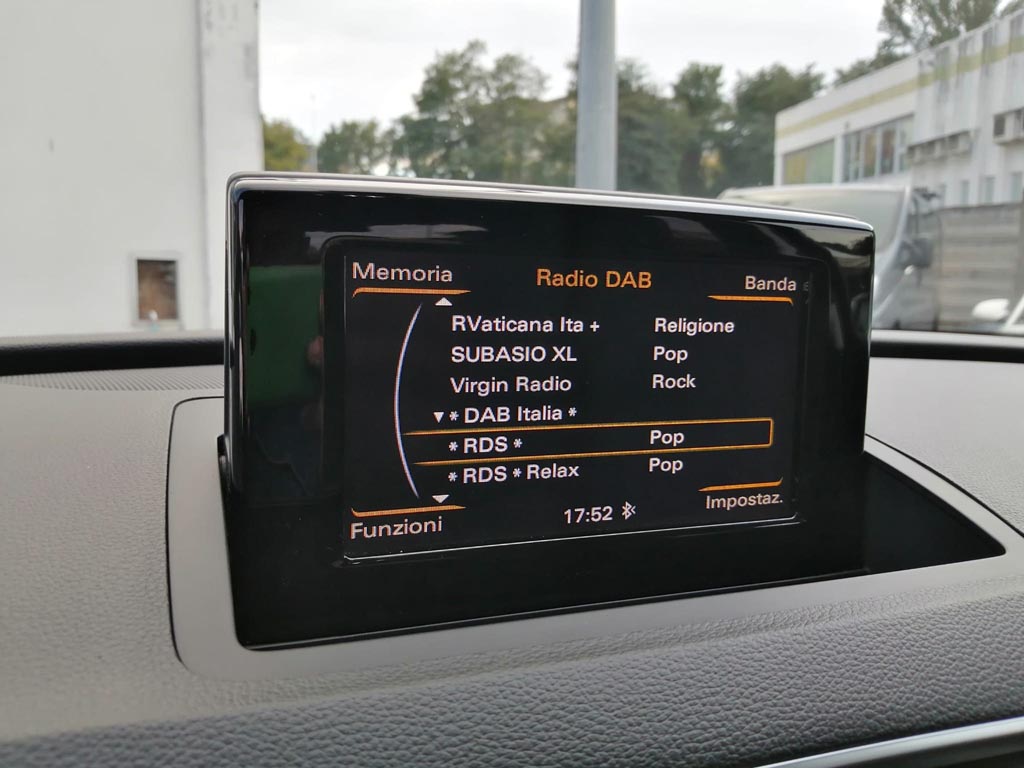 Memoria Radio DAB Banda
RVaticana Ita + Religione
SUBASIO XL Pop
Virgin Radio Rock
▼ * DAB Italia *
* RDS * Pop
* RDS * Relax Pop
Funzioni 17:52 Impostaz.